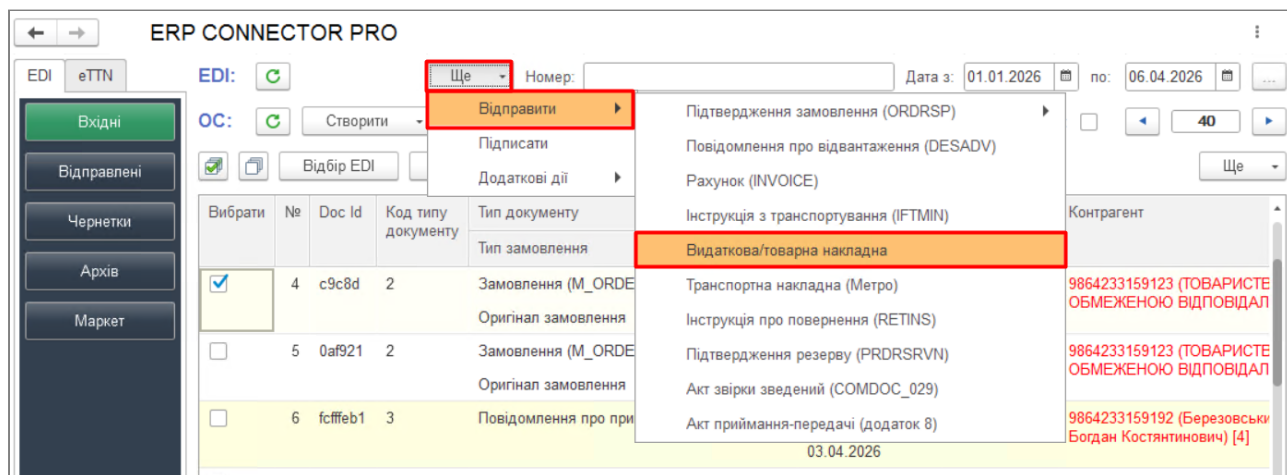 ERP CONNECTOR PRO
EDI eTTN
EDI: Ще Номер: Дата з: 01.01.2026 по: 06.04.2026 ...
Вхідні
Відправлені
Чернетки
Архів
Маркет
ОС: Створити 40
Відбір EDI Ще
Відправити
Підписати
Додаткові дії
Підтвердження замовлення (ORDRSP)
Повідомлення про відвантаження (DESADV)
Рахунок (INVOICE)
Інструкція з транспортування (IFTMIN)
Видаткова/товарна накладна
Транспортна накладна (Метро)
Інструкція про повернення (RETINS)
Підтвердження резерву (PRDRSRVN)
Акт звірки зведений (COMDOC_029)
Акт приймання-передачі (додаток 8)
Вибрати № Doc Id Код типу Тип документу Контрагент
документу
Тип замовлення
4 c9c8d 2 Замовлення (M_ORDE 9864233159123 (ТОВАРИСТВ
ОБМЕЖЕНОЮ ВІДПОВІДАЛ
Оригінал замовлення
5 0af921 2 Замовлення (M_ORDE 9864233159123 (ТОВАРИСТВ
ОБМЕЖЕНОЮ ВІДПОВІДАЛ
Оригінал замовлення
6 fcfffeb1 3 Повідомлення про при 9864233159192 (Березовськи
Богдан Костянтинович) [4]
03.04.2026